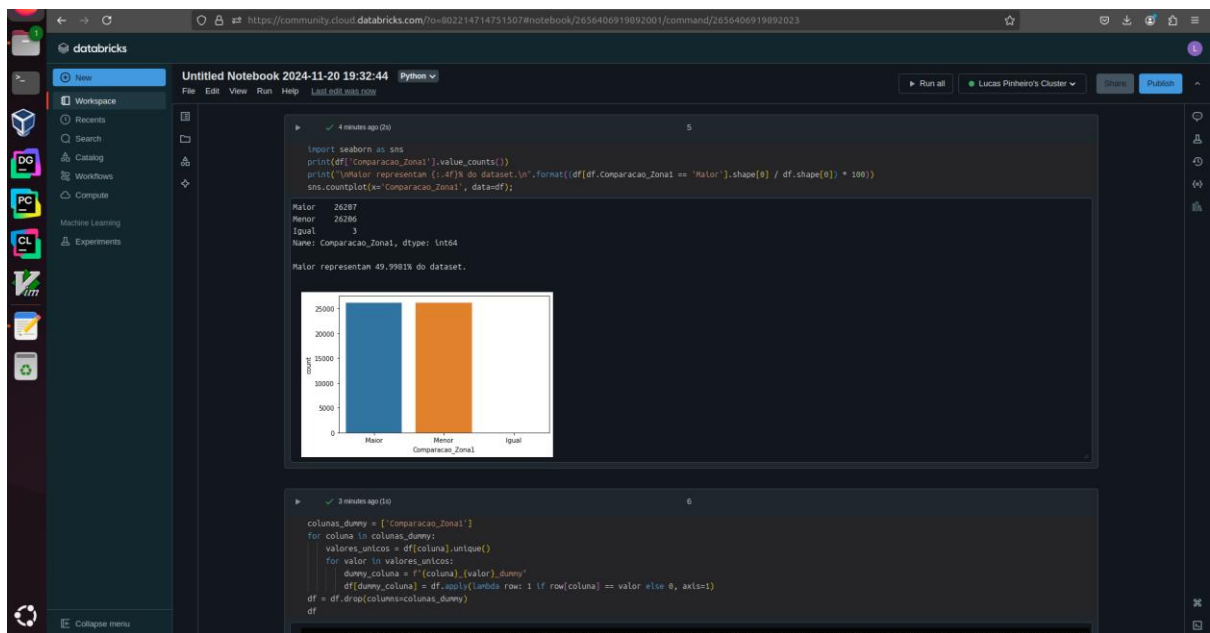 1
https://community.cloud.databricks.com/?o=802214714751507#notebook/2656406919892001/command/2656406919892023
databricks
L
New
Workspace
Recents
Search
Catalog
Workflows
Compute
Machine Learning
Experiments
Collapse menu
>_
DG
PC
CL
Vim
Untitled Notebook 2024-11-20 19:32:44 Python
File Edit View Run Help Last edit was now
Run all
Lucas Pinheiro's Cluster
Share
Publish
4 minutes ago (2s)
5
import seaborn as sns
print(df['Comparacao_Zona1'].value_counts())
print("\nMaior representam {:.4f}% do dataset.\n".format((df[df.Comparacao_Zona1 == 'Maior'].shape[0] / df.shape[0]) * 100))
sns.countplot(x='Comparacao_Zona1', data=df);
Maior 26207
Menor 26206
Igual 3
Name: Comparacao_Zona1, dtype: int64
Maior representam 49.9981% do dataset.
25000
20000
15000
10000
5000
0
count
Maior Menor Igual
Comparacao_Zona1
3 minutes ago (1s)
6
colunas_dummy = ['Comparacao_Zona1']
for coluna in colunas_dummy:
valores_unicos = df[coluna].unique()
for valor in valores_unicos:
dummy_coluna = f"{coluna}_{valor}_dummy"
df[dummy_coluna] = df.apply(lambda row: 1 if row[coluna] == valor else 0, axis=1)
df = df.drop(columns=colunas_dummy)
df